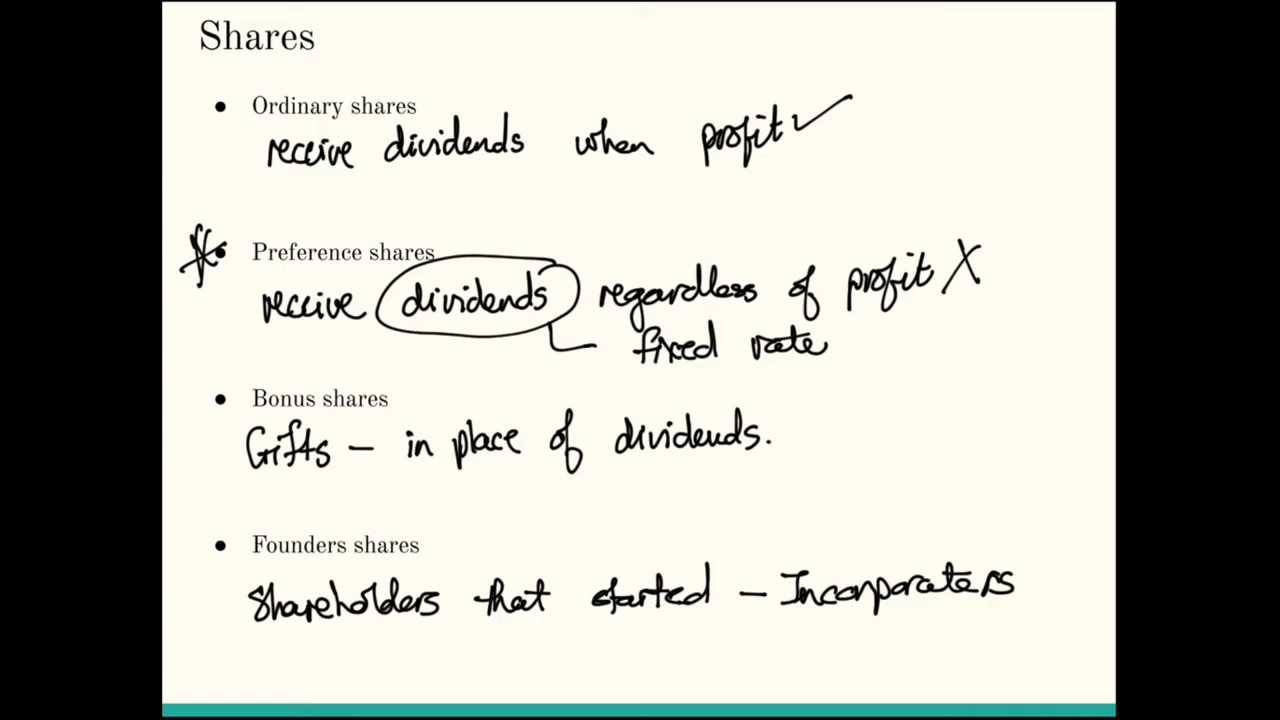 Shares
• Ordinary shares
receive dividends when profit ✓
* • Preference shares
receive dividends regardless of profit X
fixed rate
• Bonus shares
Gifts – in place of dividends.
• Founders shares
Shareholders that started – Incorporaters